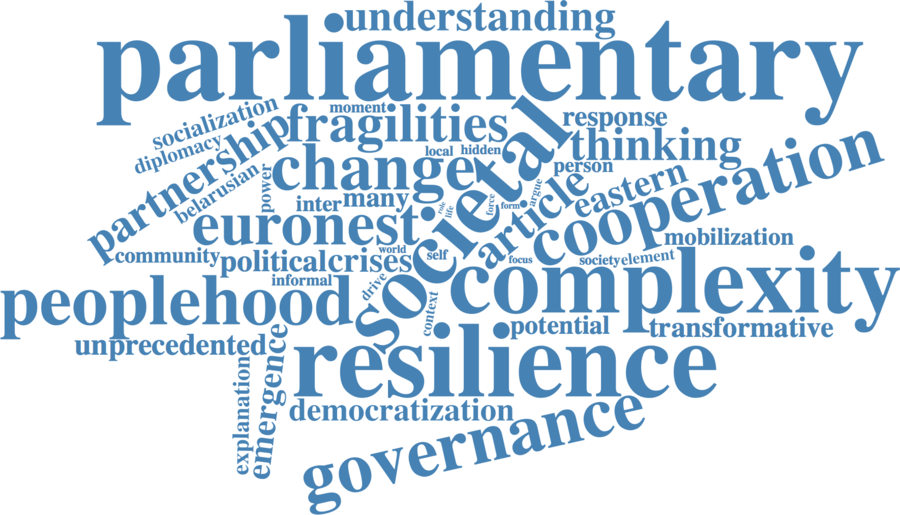 understanding
parliamentary
socialization
moment
fragilities
response
diplomacy
partnership
local
hidden
thinking
belarusian
power
change
societal
person
inter
many
role
life
force
form
argue
article
eastern
cooperation
euronest
mobilization
community
political
crises
world
self
focus
society
element
informal
drive
context
complexity
peoplehood
potential
transformative
unprecedented
resilience
explanation
emergence
democratization
governance